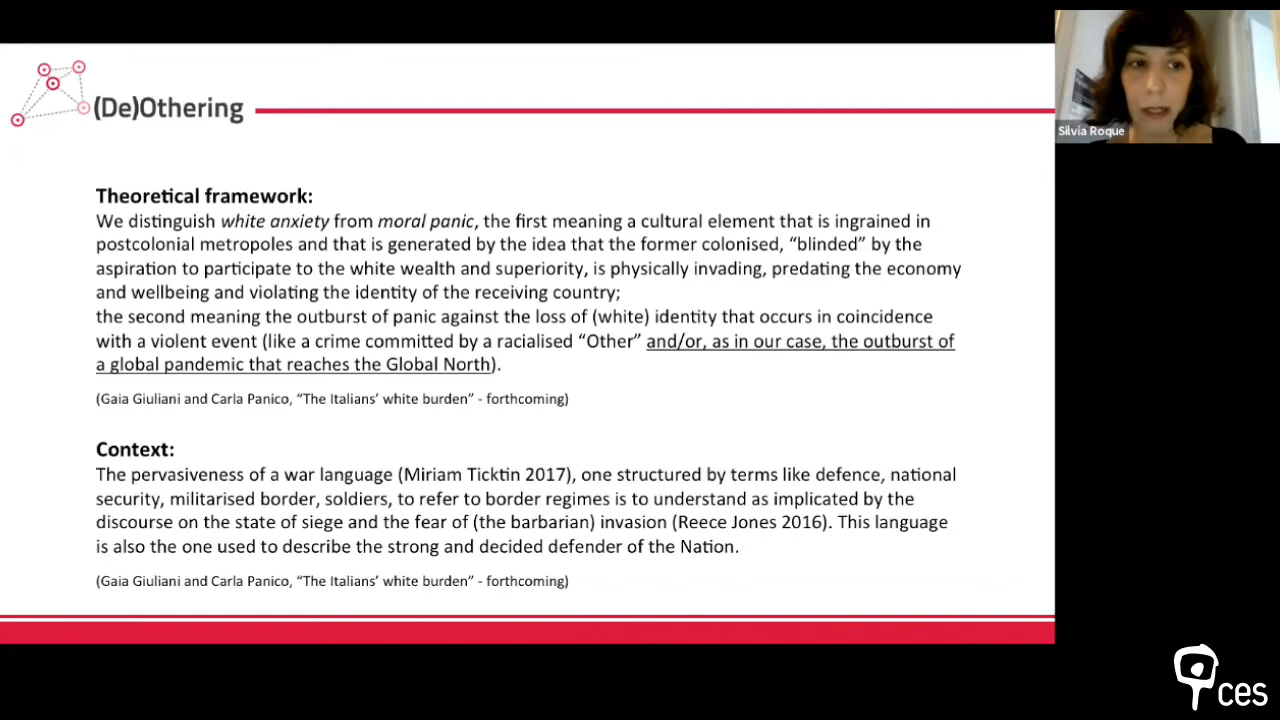 (De)Othering
Silvia Roque
Theoretical framework:
We distinguish white anxiety from moral panic, the first meaning a cultural element that is ingrained in
postcolonial metropoles and that is generated by the idea that the former colonised, “blinded” by the
aspiration to participate to the white wealth and superiority, is physically invading, predating the economy
and wellbeing and violating the identity of the receiving country;
the second meaning the outburst of panic against the loss of (white) identity that occurs in coincidence
with a violent event (like a crime committed by a racialised “Other” and/or, as in our case, the outburst of
a global pandemic that reaches the Global North).
(Gaia Giuliani and Carla Panico, “The Italians’ white burden” - forthcoming)
Context:
The pervasiveness of a war language (Miriam Ticktin 2017), one structured by terms like defence, national
security, militarised border, soldiers, to refer to border regimes is to understand as implicated by the
discourse on the state of siege and the fear of (the barbarian) invasion (Reece Jones 2016). This language
is also the one used to describe the strong and decided defender of the Nation.
(Gaia Giuliani and Carla Panico, “The Italians’ white burden” - forthcoming)
ces